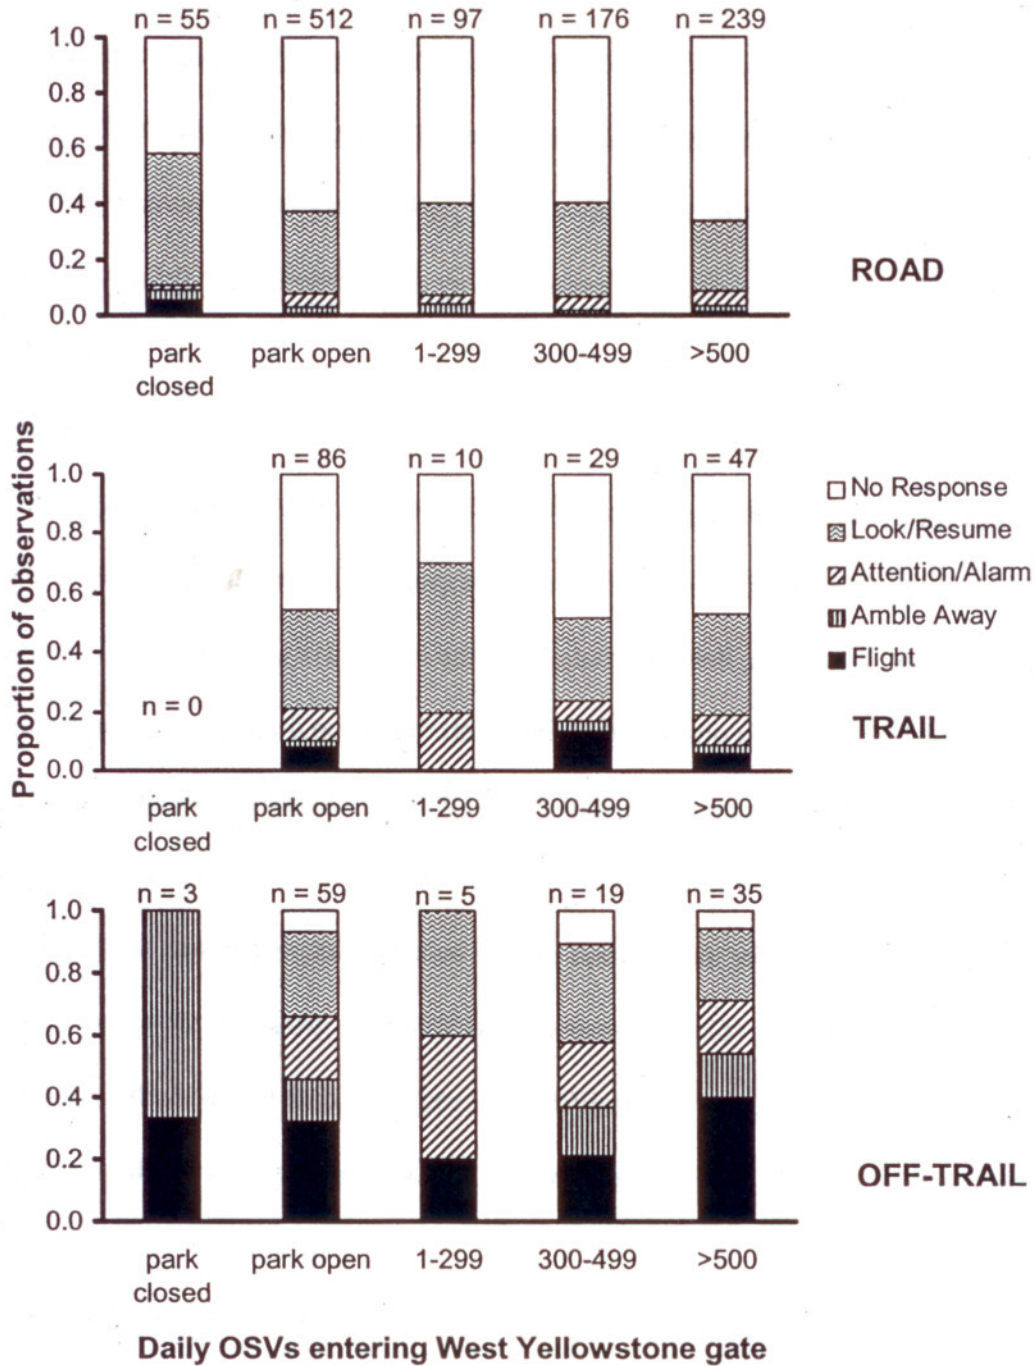 n = 55 n = 512 n = 97 n = 176 n = 239
1.0
0.8
0.6
0.4
0.2
0.0
park closed park open 1-299 300-499 >500
ROAD
Proportion of observations
n = 86 n = 10 n = 29 n = 47
1.0
0.8
0.6
0.4
0.2
0.0
n = 0
park closed park open 1-299 300-499 >500
No Response
Look/Resume
Attention/Alarm
Amble Away
Flight
TRAIL
n = 3 n = 59 n = 5 n = 19 n = 35
1.0
0.8
0.6
0.4
0.2
0.0
park closed park open 1-299 300-499 >500
OFF-TRAIL
Daily OSVs entering West Yellowstone gate